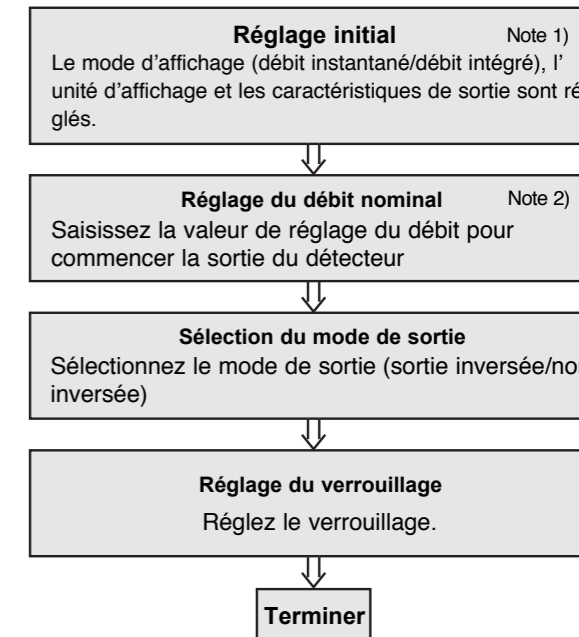 Réglage initial Note 1)
Le mode d'affichage (débit instantané/débit intégré), l'
unité d'affichage et les caractéristiques de sortie sont ré
glés.
Réglage du débit nominal Note 2)
Saisissez la valeur de réglage du débit pour
commencer la sortie du détecteur
Sélection du mode de sortie
Sélectionnez le mode de sortie (sortie inversée/no
inversée)
Réglage du verrouillage
Réglez le verrouillage.
Terminer